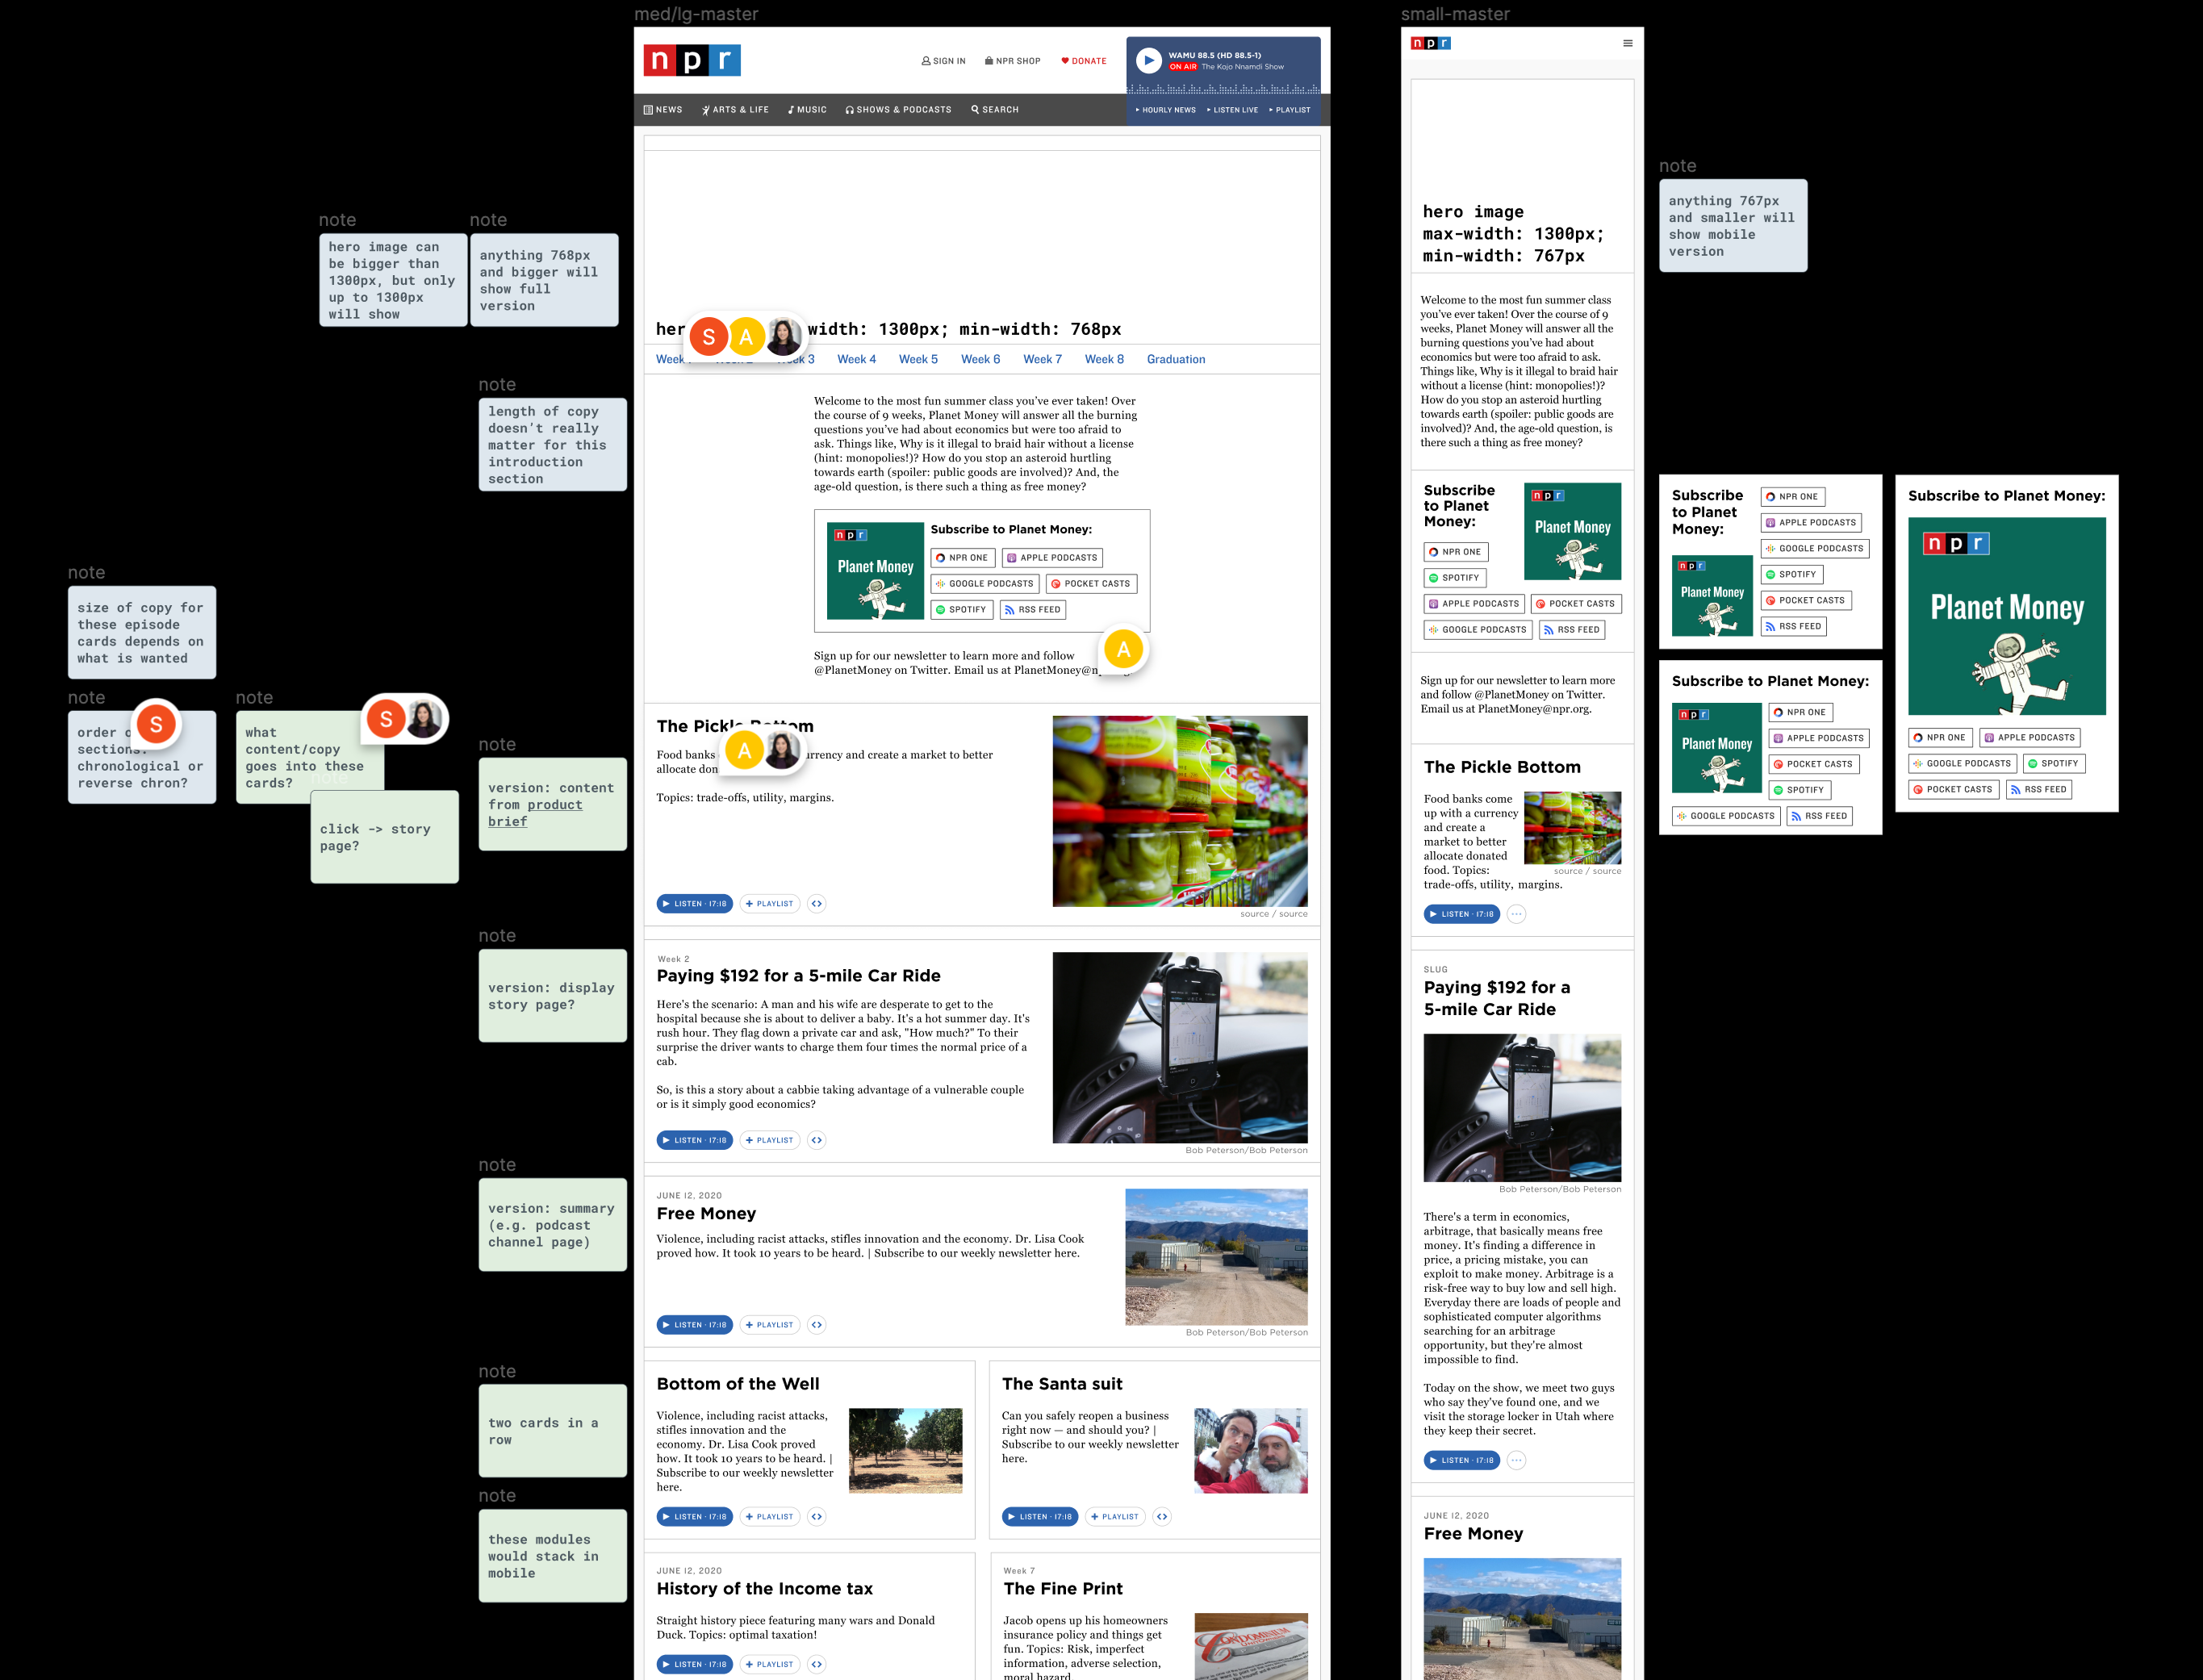 med/lg-master
npr
SIGN IN
NPR SHOP
DONATE
WAMU 88.5 (HD 88.5-1)
ON AIR The Kojo Nnamdi Show
NEWS
ARTS & LIFE
MUSIC
SHOWS & PODCASTS
SEARCH
HOURLY NEWS
LISTEN LIVE
PLAYLIST
note
hero image can
be bigger than
1300px, but only
up to 1300px
will show
note
anything 768px
and bigger will
show full
version
S A
width: 1300px; min-width: 768px
Week 4
Week 5
Week 6
Week 7
Week 8
Graduation
note
length of copy
doesn't really
matter for this
introduction
section
Welcome to the most fun summer class you've ever taken! Over
the course of 9 weeks, Planet Money will answer all the burning
questions you've had about economics but were too afraid to
ask. Things like, Why is it illegal to braid hair without a license
(hint: monopolies!)? How do you stop an asteroid hurtling
towards earth (spoiler: public goods are involved)? And, the
age-old question, is there such a thing as free money?
npr
Planet Money
Subscribe to Planet Money:
NPR ONE
APPLE PODCASTS
GOOGLE PODCASTS
POCKET CASTS
SPOTIFY
RSS FEED
A
Sign up for our newsletter to learn more and follow
@PlanetMoney on Twitter. Email us at
note
size of copy for
these episode
cards depends on
what is wanted
note
S
order
sections:
chronological or
reverse chron?
note
S
what
content/copy
goes into these
cards?
note
click -> story
page?
note
version: content
from product
brief
The Pickle Bottom
A
Food banks
and create a market to better
allocate
Topics: trade-offs, utility, margins.
LISTEN · 17:18
PLAYLIST
source / source
note
version: display
story page?
Week 2
Paying $192 for a 5-mile Car Ride
Here's the scenario: A man and his wife are desperate to get to the
hospital because she is about to deliver a baby. It's a hot summer day. It's
rush hour. They flag down a private car and ask, "How much?" To their
surprise the driver wants to charge them four times the normal price of a
cab.
So, is this a story about a cabbie taking advantage of a vulnerable couple
or is it simply good economics?
LISTEN · 17:18
PLAYLIST
Bob Peterson/Bob Peterson
note
version: summary
(e.g. podcast
channel page)
JUNE 12, 2020
Free Money
Violence, including racist attacks, stifles innovation and the economy. Dr. Lisa Cook
proved how. It took 10 years to be heard. | Subscribe to our weekly newsletter here.
LISTEN · 17:18
PLAYLIST
Bob Peterson/Bob Peterson
note
two cards in a
row
Bottom of the Well
Violence, including racist attacks,
stifles innovation and the
economy. Dr. Lisa Cook proved
how. It took 10 years to be heard. |
Subscribe to our weekly newsletter
here.
LISTEN · 17:18
PLAYLIST
The Santa suit
Can you safely reopen a business
right now — and should you? |
Subscribe to our weekly newsletter
here.
LISTEN · 17:18
PLAYLIST
note
these modules
would stack in
mobile
JUNE 12, 2020
History of the Income tax
Straight history piece featuring many wars and Donald
Duck. Topics: optimal taxation!
LISTEN · 17:18
PLAYLIST
Week 7
The Fine Print
Jacob opens up his homeowners
insurance policy and things get
fun. Topics: Risk, imperfect
information, adverse selection,
moral hazard.
CONDOMINIUM
small-master
npr
hero image
max-width: 1300px;
min-width: 767px
note
anything 767px
and smaller will
show mobile
version
Welcome to the most fun summer class
you've ever taken! Over the course of 9
weeks, Planet Money will answer all the
burning questions you've had about
economics but were too afraid to ask.
Things like, Why is it illegal to braid hair
without a license (hint: monopolies!)?
How do you stop an asteroid hurtling
towards earth (spoiler: public goods are
involved)? And, the age-old question, is
there such a thing as free money?
Subscribe
to Planet
Money:
npr
Planet Money
NPR ONE
SPOTIFY
APPLE PODCASTS
POCKET CASTS
GOOGLE PODCASTS
RSS FEED
Sign up for our newsletter to learn more
and follow @PlanetMoney on Twitter.
Email us at PlanetMoney@npr.org.
The Pickle Bottom
Food banks come
up with a currency
and create a
market to better
allocate donated
food. Topics:
trade-offs, utility, margins.
source / source
LISTEN · 17:18
SLUG
Paying $192 for a
5-mile Car Ride
Bob Peterson/Bob Peterson
There's a term in economics,
arbitrage, that basically means free
money. It's finding a difference in
price, a pricing mistake, you can
exploit to make money. Arbitrage is a
risk-free way to buy low and sell high.
Everyday there are loads of people and
sophisticated computer algorithms
searching for an arbitrage
opportunity, but they're almost
impossible to find.
Today on the show, we meet two guys
who say they've found one, and we
visit the storage locker in Utah where
they keep their secret.
LISTEN · 17:18
JUNE 12, 2020
Free Money
Subscribe
to Planet
Money:
npr
Planet Money
NPR ONE
APPLE PODCASTS
GOOGLE PODCASTS
SPOTIFY
POCKET CASTS
RSS FEED
Subscribe to Planet Money:
npr
Planet Money
NPR ONE
APPLE PODCASTS
POCKET CASTS
SPOTIFY
GOOGLE PODCASTS
RSS FEED
Subscribe to Planet Money:
npr
Planet Money
NPR ONE
APPLE PODCASTS
GOOGLE PODCASTS
SPOTIFY
POCKET CASTS
RSS FEED